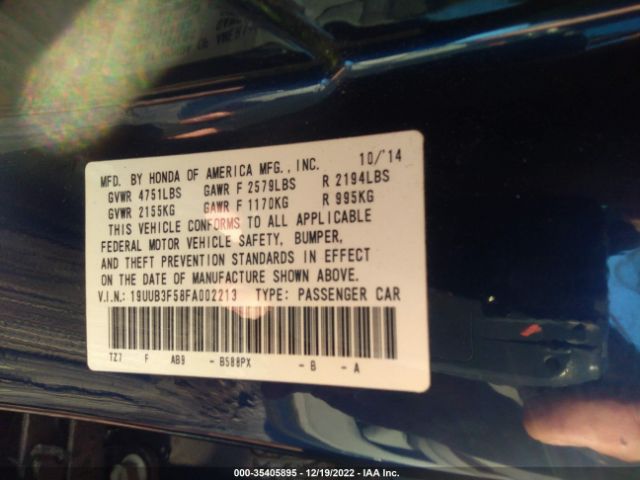 MFD. BY HONDA OF AMERICA MFG., INC. 10/'14
GVWR 4751LBS GAWR F 2579LBS R 2194LBS
GVWR 2155KG GAWR F 1170KG R 995KG
THIS VEHICLE CONFORMS TO ALL APPLICABLE
FEDERAL MOTOR VEHICLE SAFETY, BUMPER,
AND THEFT PREVENTION STANDARDS IN EFFECT
ON THE DATE OF MANUFACTURE SHOWN ABOVE.
V.I.N.: 19UUB3F58FA002213 TYPE: PASSENGER CAR
TZ7 F AB9 - B588PX - B - A
000-35405895 - 12/19/2022 - IAA Inc.